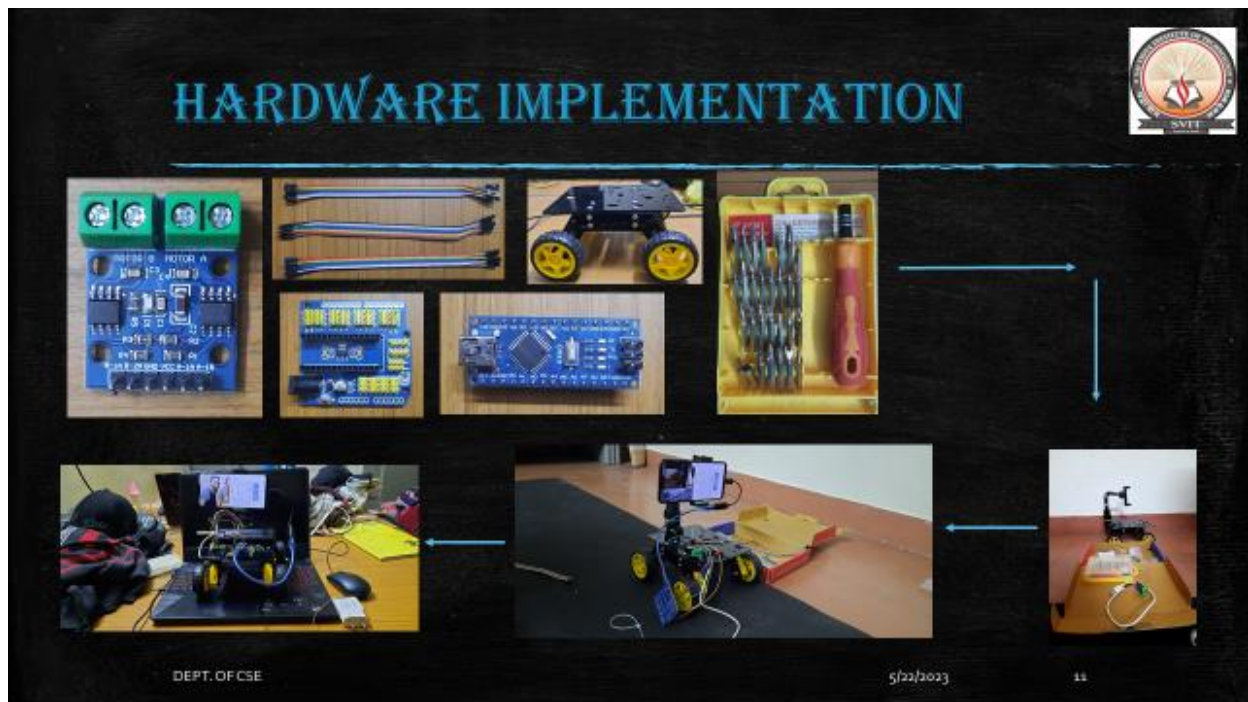 HARDWARE IMPLEMENTATION
SVIT
MOTOR B MOTOR A
DEPT. OF CSE
5/22/2023
11